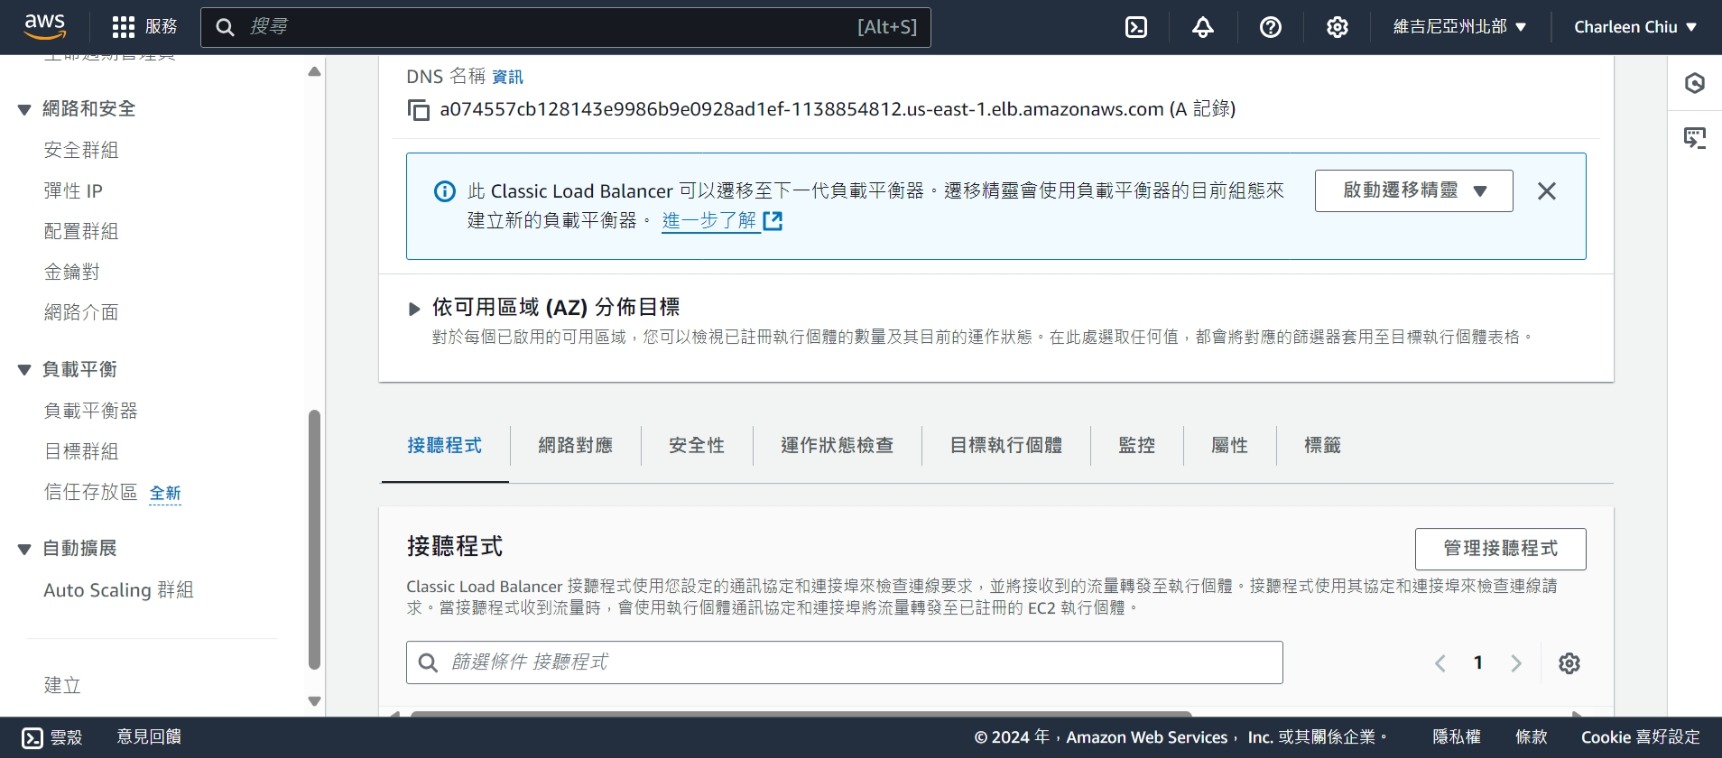 aws
服務
搜尋
[Alt+S]
維吉尼亞州北部
Charleen Chiu
生命週期管理員
網路和安全
安全群組
彈性 IP
配置群組
金鑰對
網路介面
負載平衡
負載平衡器
目標群組
信任存放區 全新
自動擴展
Auto Scaling 群組
建立
DNS 名稱 資訊
a074557cb128143e9986b9e0928ad1ef-1138854812.us-east-1.elb.amazonaws.com (A 記錄)
此 Classic Load Balancer 可以遷移至下一代負載平衡器。遷移精靈會使用負載平衡器的目前組態來
建立新的負載平衡器。 進一步了解
啟動遷移精靈
依可用區域 (AZ) 分佈目標
對於每個已啟用的可用區域，您可以檢視已註冊執行個體的數量及其目前的運作狀態。在此處選取任何值，都會將對應的篩選器套用至目標執行個體表格。
接聽程式
網路對應
安全性
運作狀態檢查
目標執行個體
監控
屬性
標籤
接聽程式
管理接聽程式
Classic Load Balancer 接聽程式使用您設定的通訊協定和連接埠來檢查連線要求，並將接收到的流量轉發至執行個體。接聽程式使用其協定和連接埠來檢查連線請
求。當接聽程式收到流量時，會使用執行個體通訊協定和連接埠將流量轉發至已註冊的 EC2 執行個體。
篩選條件 接聽程式
1
雲殼
意見回饋
© 2024 年，Amazon Web Services， Inc. 或其關係企業。
隱私權
條款
Cookie 喜好設定